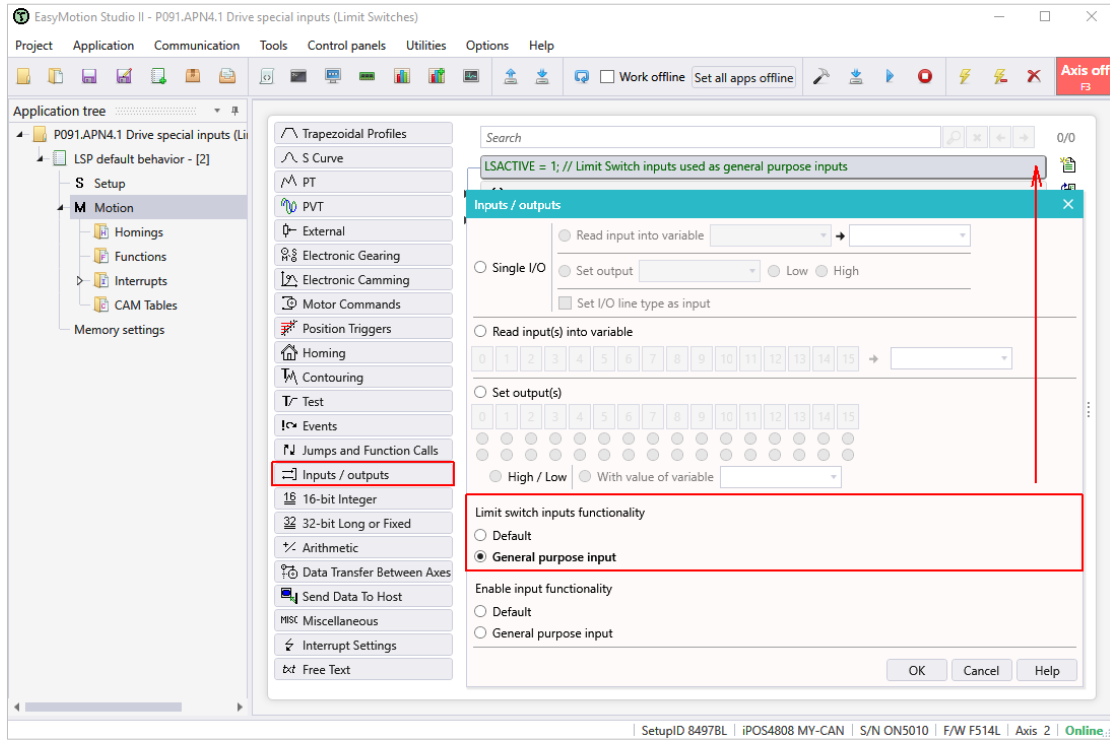 EasyMotion Studio II - P091.APN4.1 Drive special inputs (Limit Switches)
Project Application Communication Tools Control panels Utilities Options Help
Work offline Set all apps offline Axis off
F3
Application tree
P091.APN4.1 Drive special inputs (Li
LSP default behavior - [2]
S Setup
M Motion
Homings
Functions
Interrupts
CAM Tables
Memory settings
Trapezoidal Profiles
S Curve
PT
PVT
External
Electronic Gearing
Electronic Camming
Motor Commands
Position Triggers
Homing
Contouring
Test
Events
Jumps and Function Calls
Inputs / outputs
16 16-bit Integer
32 32-bit Long or Fixed
Arithmetic
Data Transfer Between Axes
Send Data To Host
MISC Miscellaneous
Interrupt Settings
txt Free Text
Search 0/0
LSACTIVE = 1; // Limit Switch inputs used as general purpose inputs
Inputs / outputs
Single I/O
Read input into variable
Set output Low High
Set I/O line type as input
Read input(s) into variable
0 1 2 3 4 5 6 7 8 9 10 11 12 13 14 15
Set output(s)
0 1 2 3 4 5 6 7 8 9 10 11 12 13 14 15
High / Low With value of variable
Limit switch inputs functionality
Default
General purpose input
Enable input functionality
Default
General purpose input
OK Cancel Help
SetupID 8497BL iPOS4808 MY-CAN S/N ON5010 F/W F514L Axis 2 Online